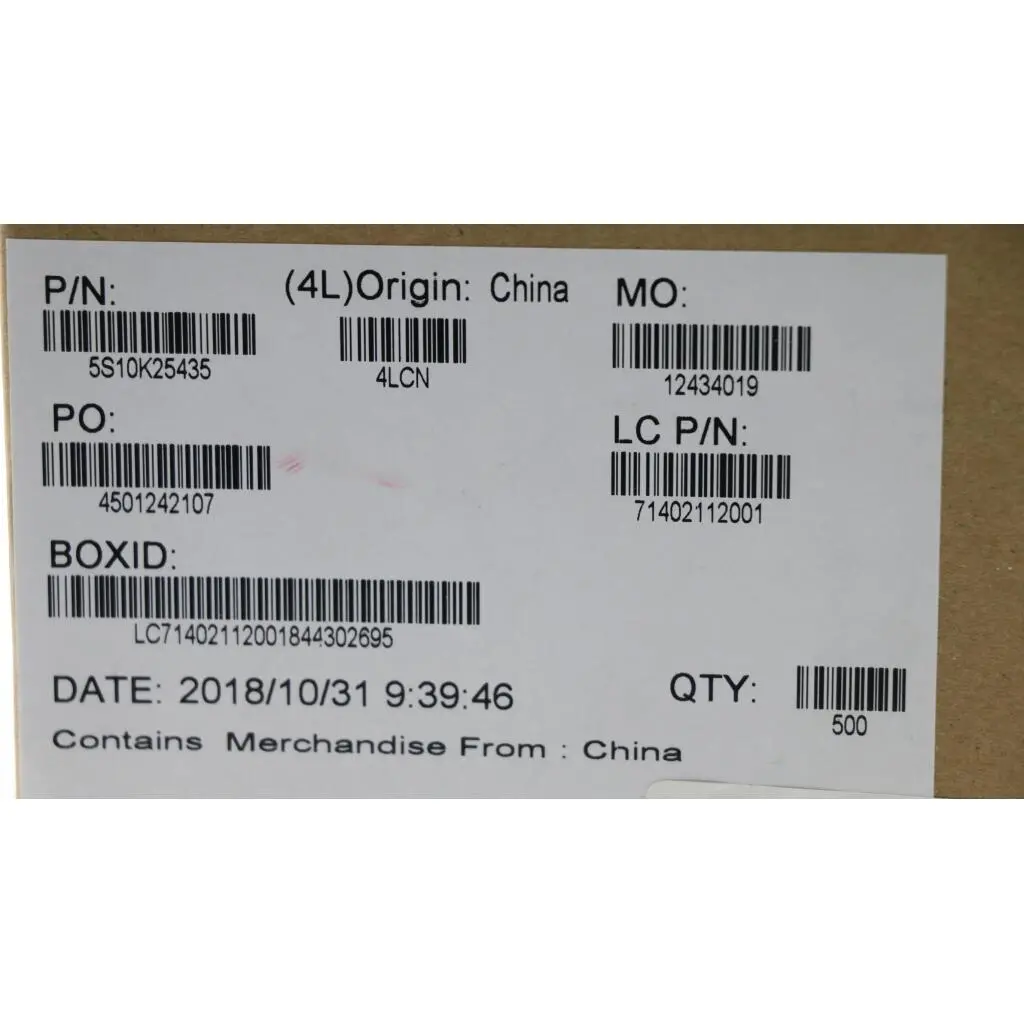 P/N: (4L)Origin: China MO:
5S10K25435 4LCN 12434019
PO: LC P/N:
4501242107 71402112001
BOXID:
LC71402112001844302695
DATE: 2018/10/31 9:39:46 QTY:
500
Contains Merchandise From : China